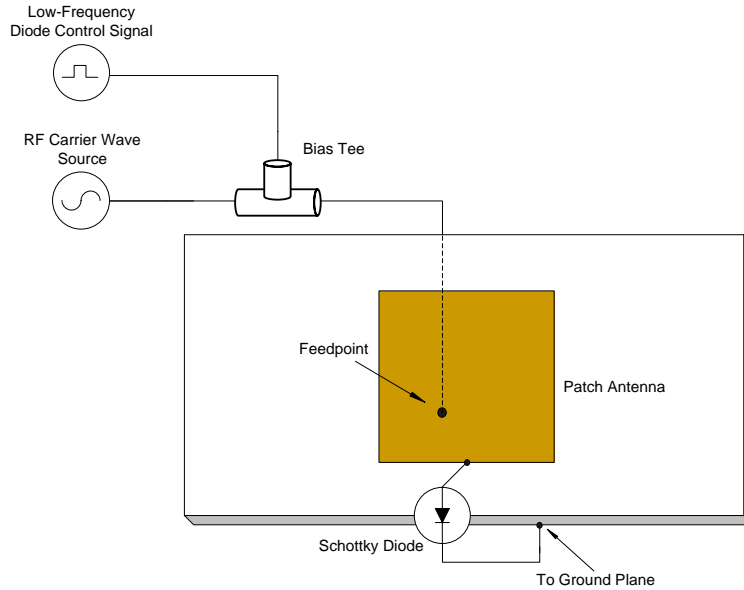 Low-Frequency
Diode Control Signal
RF Carrier Wave
Source
Bias Tee
Feedpoint
Patch Antenna
Schottky Diode
To Ground Plane